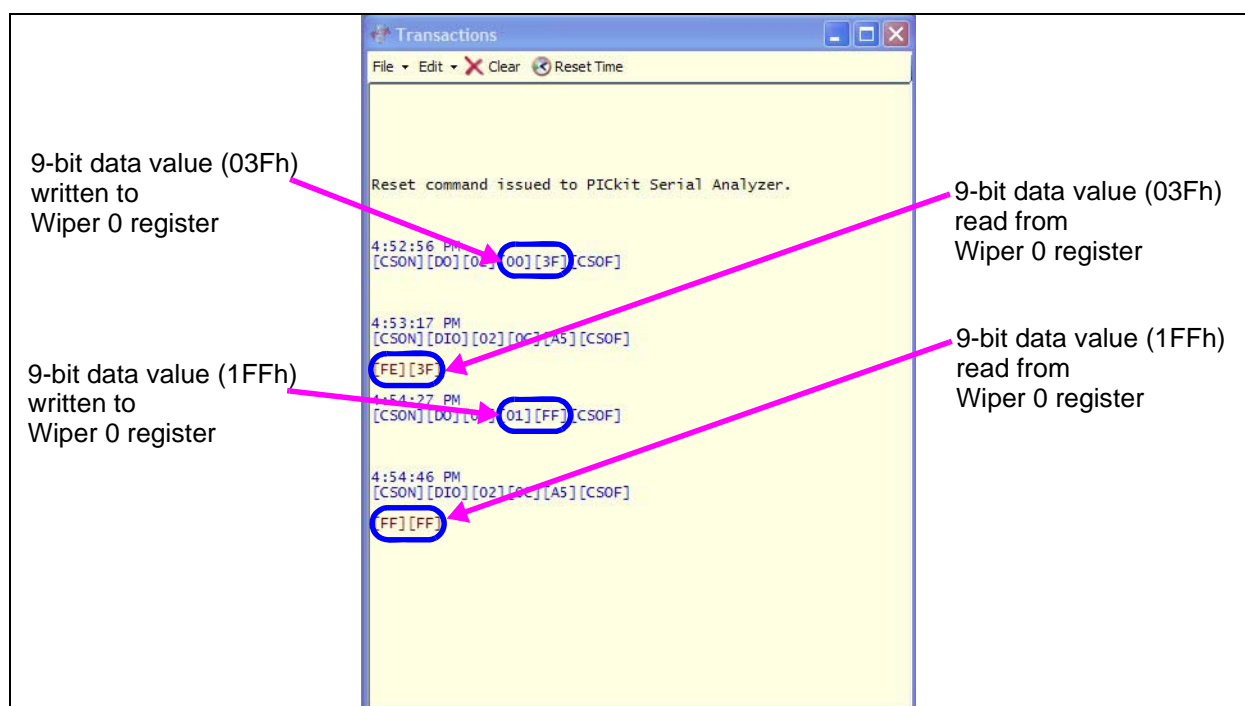 Transactions
File Edit Clear Reset Time
9-bit data value (03Fh)
written to
Wiper 0 register
Reset command issued to PICkit Serial Analyzer.
9-bit data value (03Fh)
read from
Wiper 0 register
4:52:56 PM
[CSON][DO][02][00][3F][CSOF]
4:53:17 PM
[CSON][DIO][02][0C][A5][CSOF]
[FE][3F]
9-bit data value (1FFh)
written to
Wiper 0 register
9-bit data value (1FFh)
read from
Wiper 0 register
4:54:27 PM
[CSON][DO] [01][FF][CSOF]
4:54:46 PM
[CSON][DIO][02][0C][A5][CSOF]
[FF][FF]